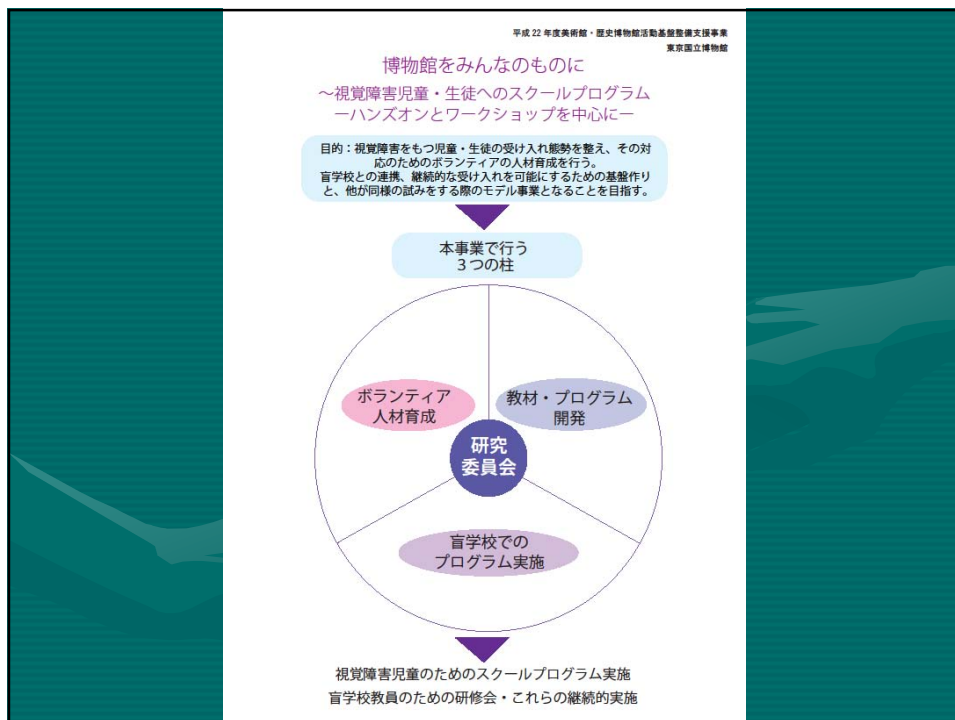 平成 22 年度美術館・歴史博物館活動基盤整備支援事業
東京国立博物館
博物館をみんなのものに
～視覚障害児童・生徒へのスクールプログラム
ーハンズオンとワークショップを中心にー
目的：視覚障害をもつ児童・生徒の受け入れ態勢を整え、その対
応のためのボランティアの人材育成を行う。
盲学校との連携、継続的な受け入れを可能にするための基盤作り
と、他が同様の試みをする際のモデル事業となることを目指す。
本事業で行う
３つの柱
ボランティア
人材育成
教材・プログラム
開発
研究
委員会
盲学校での
プログラム実施
視覚障害児童のためのスクールプログラム実施
盲学校教員のための研修会・これらの継続的実施